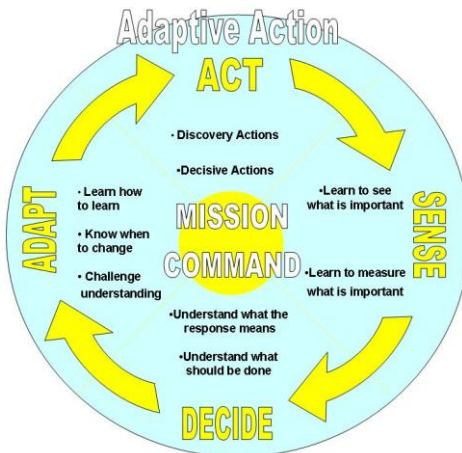 Adaptive Action
ACT
• Discovery Actions
• Decisive Actions
SENSE
•Learn to see
what is important
•Learn to measure
what is important
DECIDE
•Understand what the
response means
•Understand what
should be done
ADAPT
• Learn how
to learn
• Know when
to change
• Challenge
understanding
MISSION
COMMAND